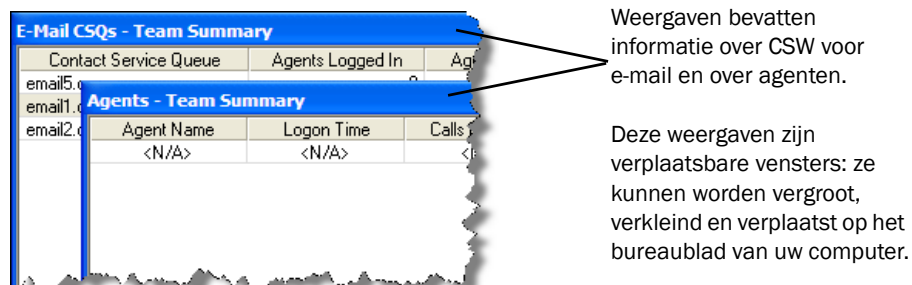 E-Mail CSQs - Team Summary
Contact Service Queue Agents Logged In
email5.
email1.
email2.
Agents - Team Summary
Agent Name Logon Time Calls
<N/A> <N/A>
Weergaven bevatten
informatie over CSW voor
e-mail en over agenten.
Deze weergaven zijn
verplaatsbare vensters: ze
kunnen worden vergroot,
verkleind en verplaatst op het
bureaublad van uw computer.